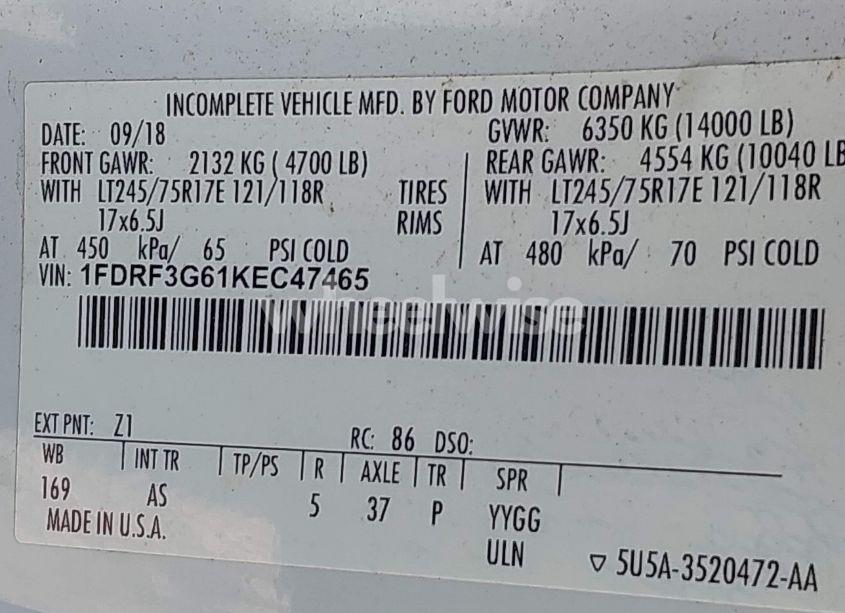 INCOMPLETE VEHICLE MFD. BY FORD MOTOR COMPANY
DATE: 09/18 GVWR: 6350 KG (14000 LB)
FRONT GAWR: 2132 KG ( 4700 LB) REAR GAWR: 4554 KG (10040 LB
WITH LT245/75R17E 121/118R TIRES WITH LT245/75R17E 121/118R
17x6.5J RIMS 17x6.5J
AT 450 kPa/ 65 PSI COLD AT 480 kPa/ 70 PSI COLD
VIN: 1FDRF3G61KEC47465
wheelwise
EXT PNT: Z1 RC: 86 DSO:
WB INT TR TP/PS R AXLE TR SPR
169 AS 5 37 P YYGG
MADE IN U.S.A. ULN
5U5A-3520472-AA